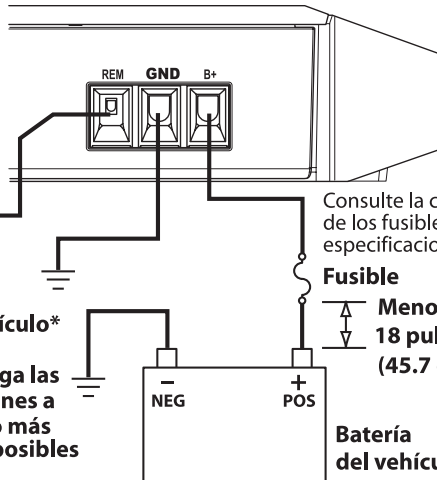 REM GND B+
Consulte la c
de los fusible
especificacio
Fusible
Meno
18 pul
(45.7
ículo*
ga las
nes a
o más
posibles
– NEG
+ POS
Batería
del vehícu